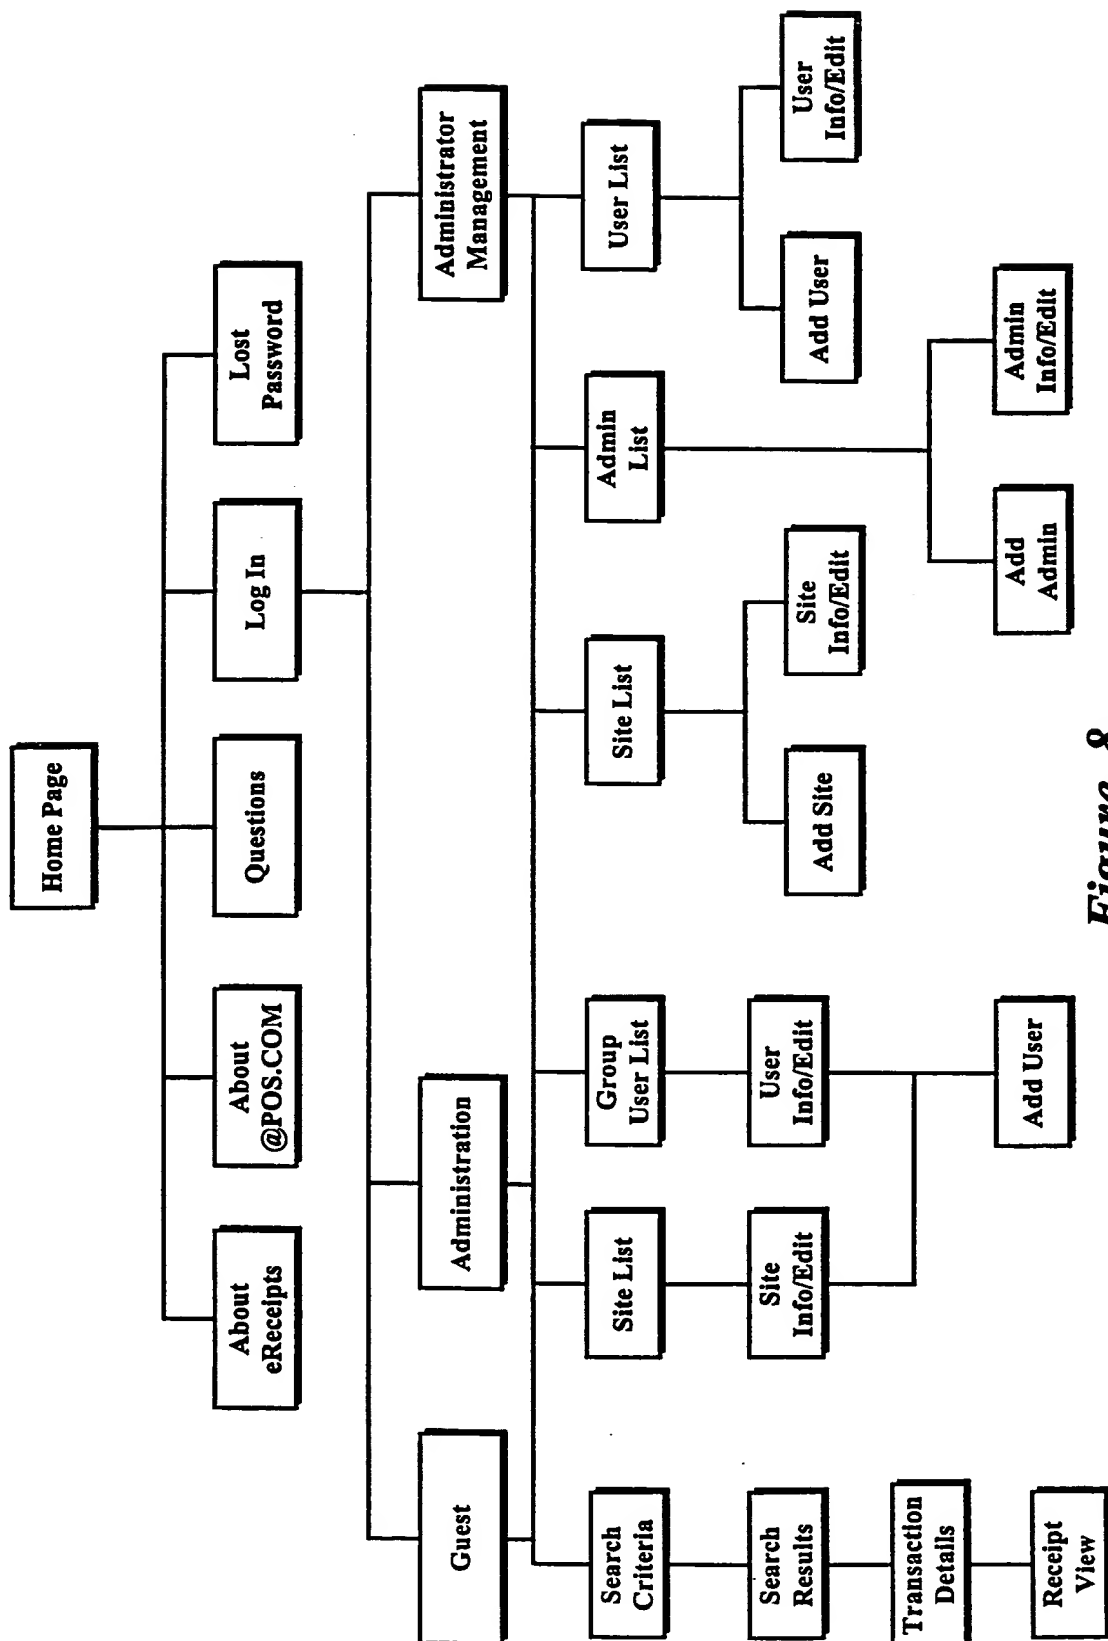 Home Page
About
eReceipts
About
@POS.COM
Questions
Log In
Lost
Password
Guest
Administration
Administrator
Management
Search
Criteria
Site List
Group
User List
Site List
Admin
List
User List
Search
Results
Site
Info/Edit
User
Info/Edit
Add Site
Site
Info/Edit
Add User
User
Info/Edit
Transaction
Details
Receipt
View
Add User
Add
Admin
Admin
Info/Edit
Figure 8